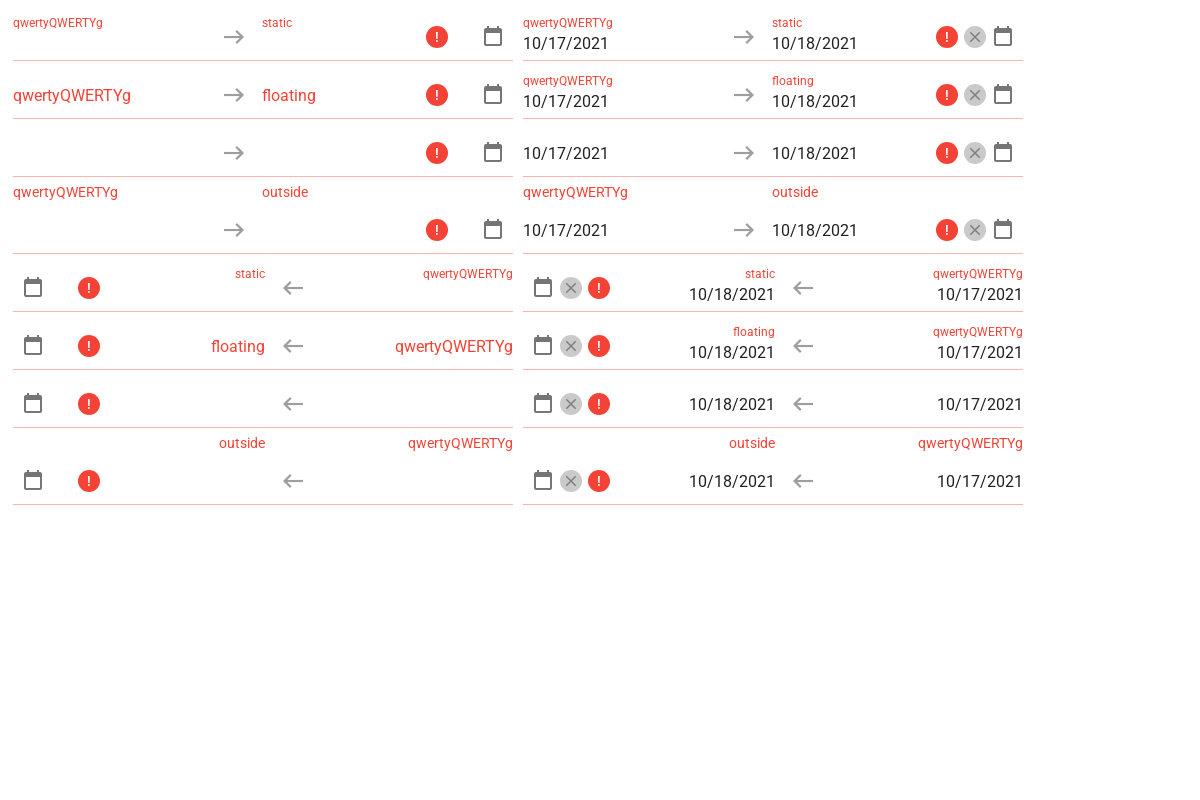 qwertyQWERTYg static qwertyQWERTYg static
10/17/2021 10/18/2021
qwertyQWERTYg floating qwertyQWERTYg floating
10/17/2021 10/18/2021
10/17/2021 10/18/2021
qwertyQWERTYg outside qwertyQWERTYg outside
10/17/2021 10/18/2021
static qwertyQWERTYg static qwertyQWERTYg
10/18/2021 10/17/2021
floating qwertyQWERTYg floating qwertyQWERTYg
10/18/2021 10/17/2021
10/18/2021 10/17/2021
outside qwertyQWERTYg outside qwertyQWERTYg
10/18/2021 10/17/2021